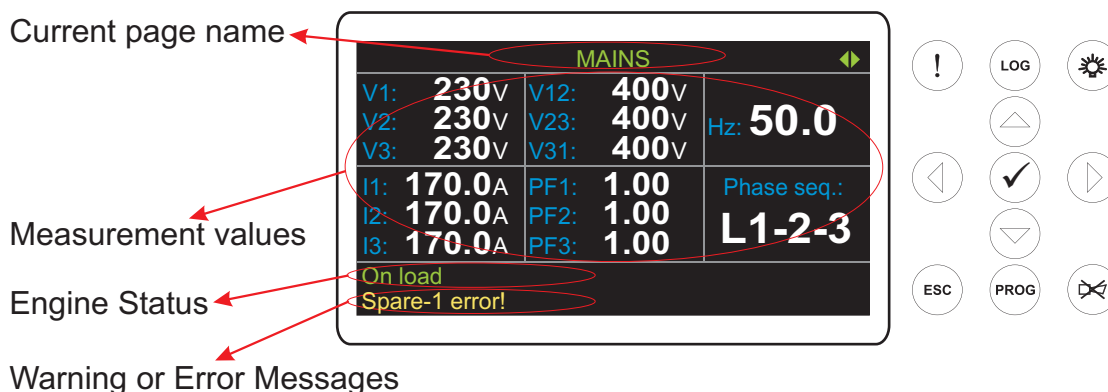 Current page name
MAINS
V1: 230V V12: 400V
V2: 230V V23: 400V Hz: 50.0
V3: 230V V31: 400V
I1: 170.0A PF1: 1.00 Phase seq.:
I2: 170.0A PF2: 1.00 L1-2-3
I3: 170.0A PF3: 1.00
Measurement values
On load
Engine Status
Spare-1 error!
Warning or Error Messages
! LOG
ESC PROG